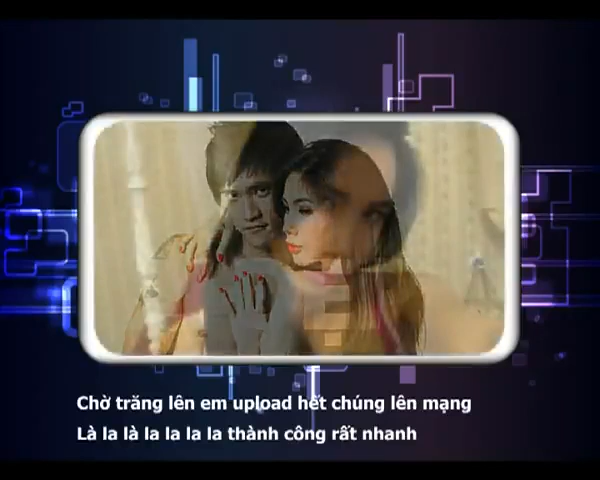 Chờ trăng lên em upload hết chúng lên mạng
Là la là la la la la thành công rất nhanh